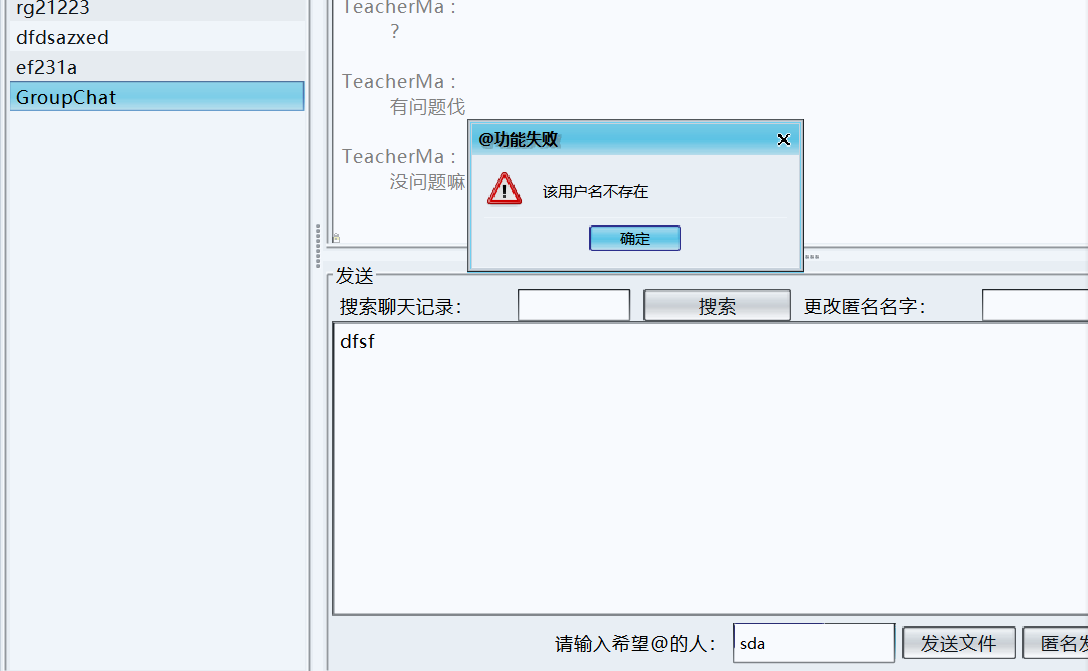 rg21223
dfdsazxed
ef231a
GroupChat
TeacherMa :
?
TeacherMa :
有问题伐
TeacherMa :
没问题嘛
@功能失败
该用户名不存在
确定
发送
搜索聊天记录：
搜索
更改匿名名字：
dfsf
请输入希望@的人：
sda
发送文件
匿名发